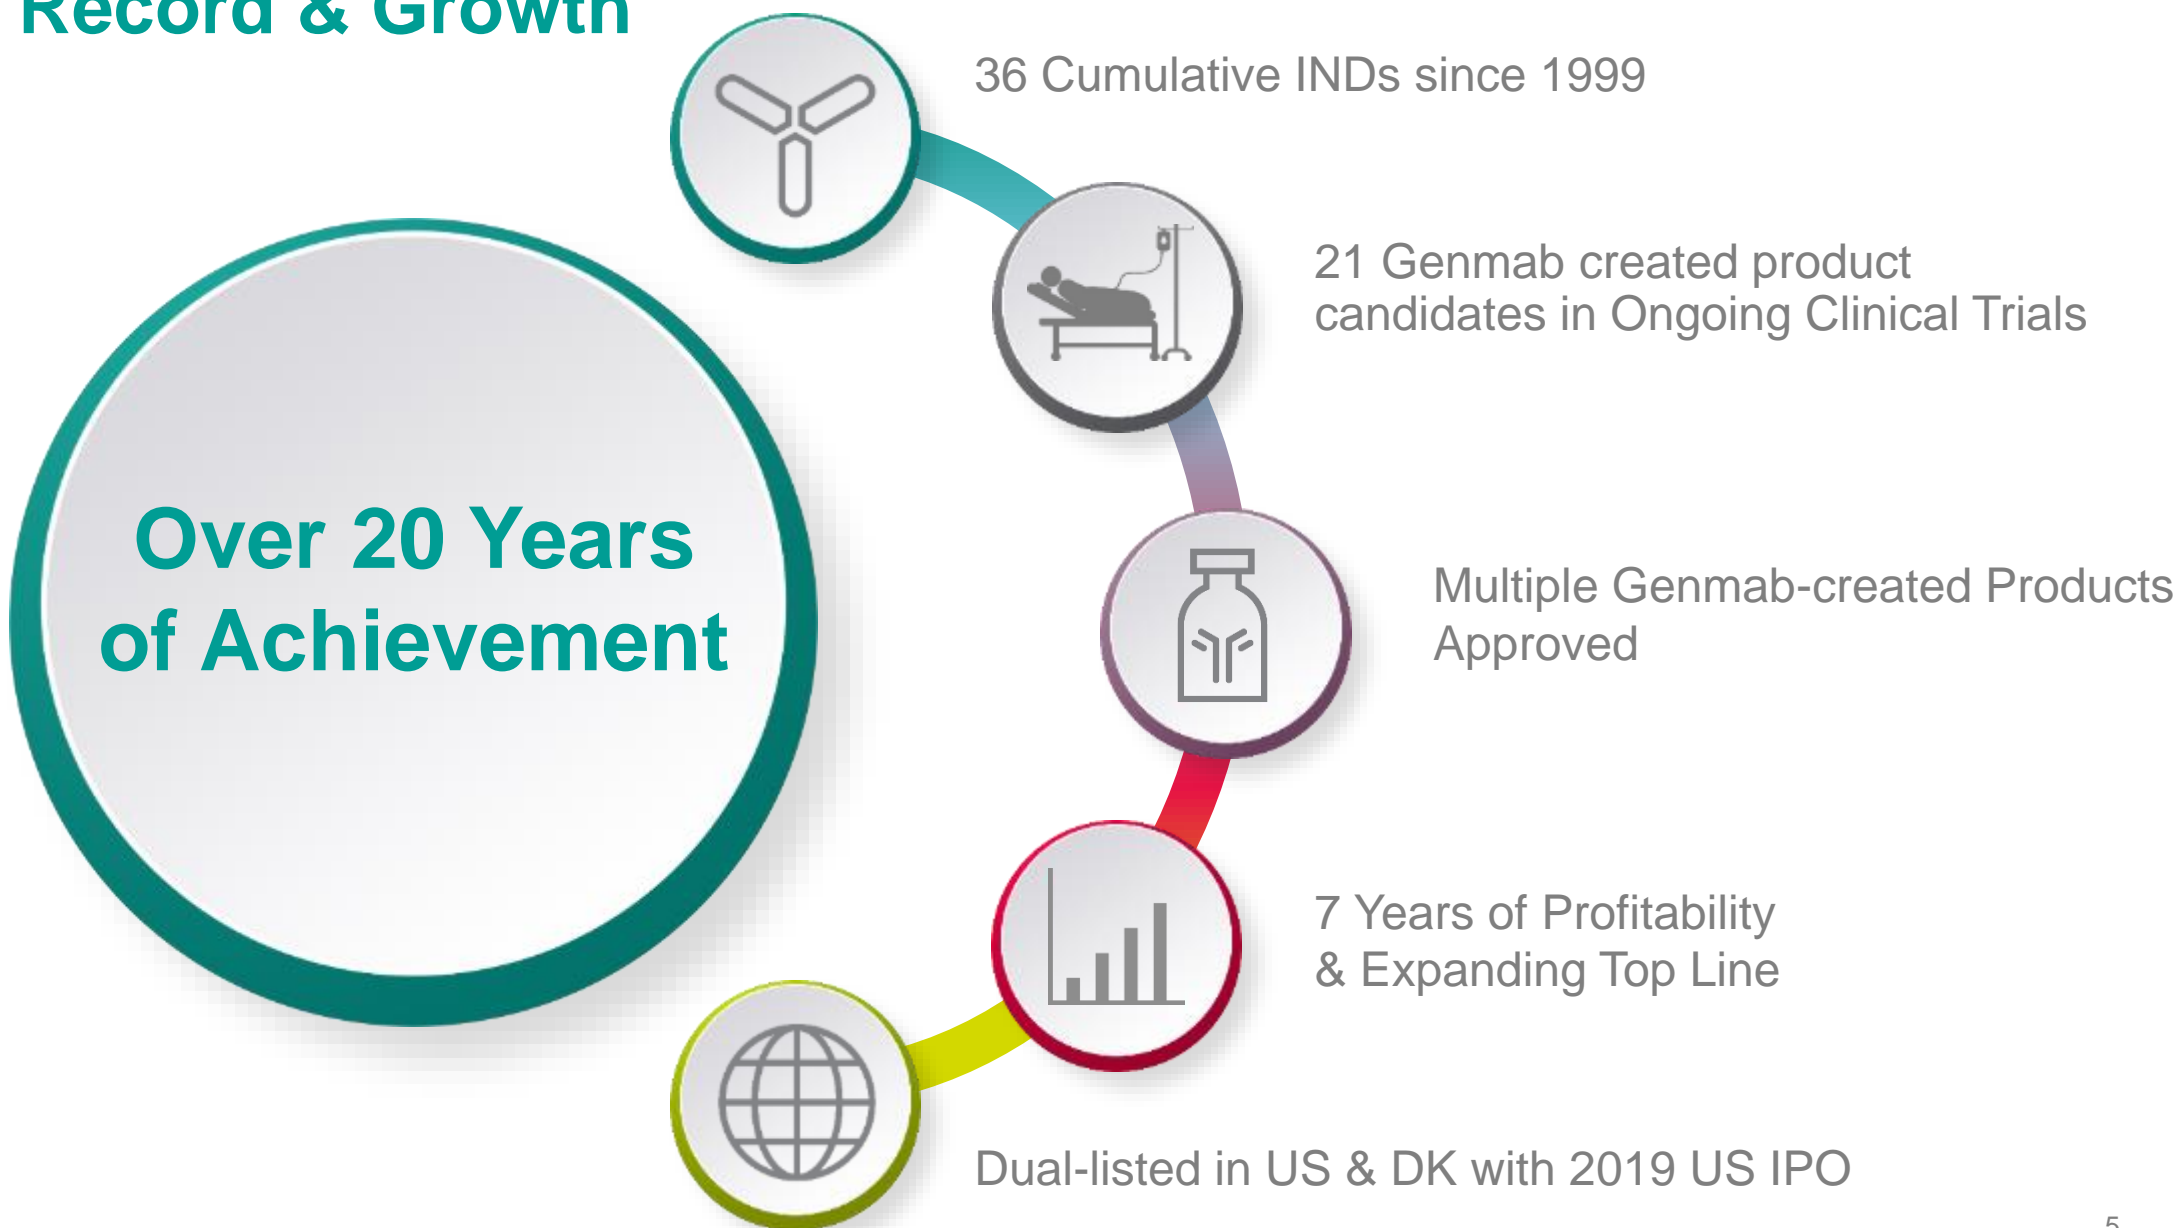 Record & Growth
36 Cumulative INDs since 1999
21 Genmab created product
candidates in Ongoing Clinical Trials
Over 20 Years
of Achievement
Multiple Genmab-created Products
Approved
7 Years of Profitability
& Expanding Top Line
Dual-listed in US & DK with 2019 US IPO
5